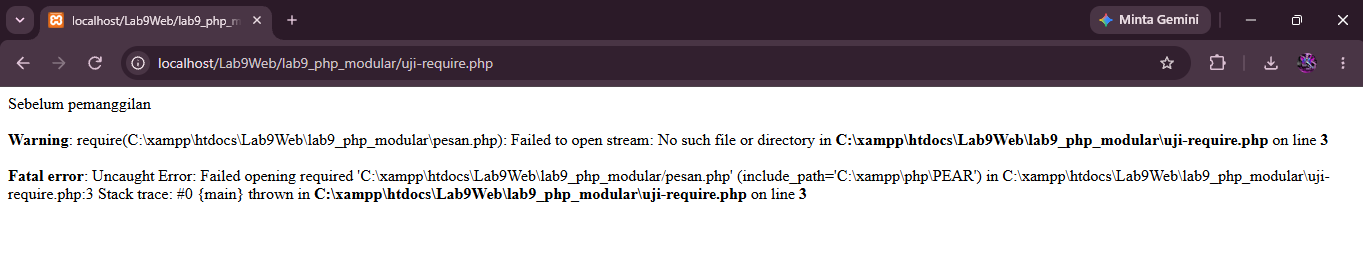 localhost/Lab9Web/lab9_php_m
Minta Gemini
localhost/Lab9Web/lab9_php_modular/uji-require.php
Sebelum pemanggilan
Warning: require(C:\xampp\htdocs\Lab9Web\lab9_php_modular\pesan.php): Failed to open stream: No such file or directory in C:\xampp\htdocs\Lab9Web\lab9_php_modular\uji-require.php on line 3
Fatal error: Uncaught Error: Failed opening required 'C:\xampp\htdocs\Lab9Web\lab9_php_modular/pesan.php' (include_path='C:\xampp\php\PEAR') in C:\xampp\htdocs\Lab9Web\lab9_php_modular\uji-
require.php:3 Stack trace: #0 {main} thrown in C:\xampp\htdocs\Lab9Web\lab9_php_modular\uji-require.php on line 3